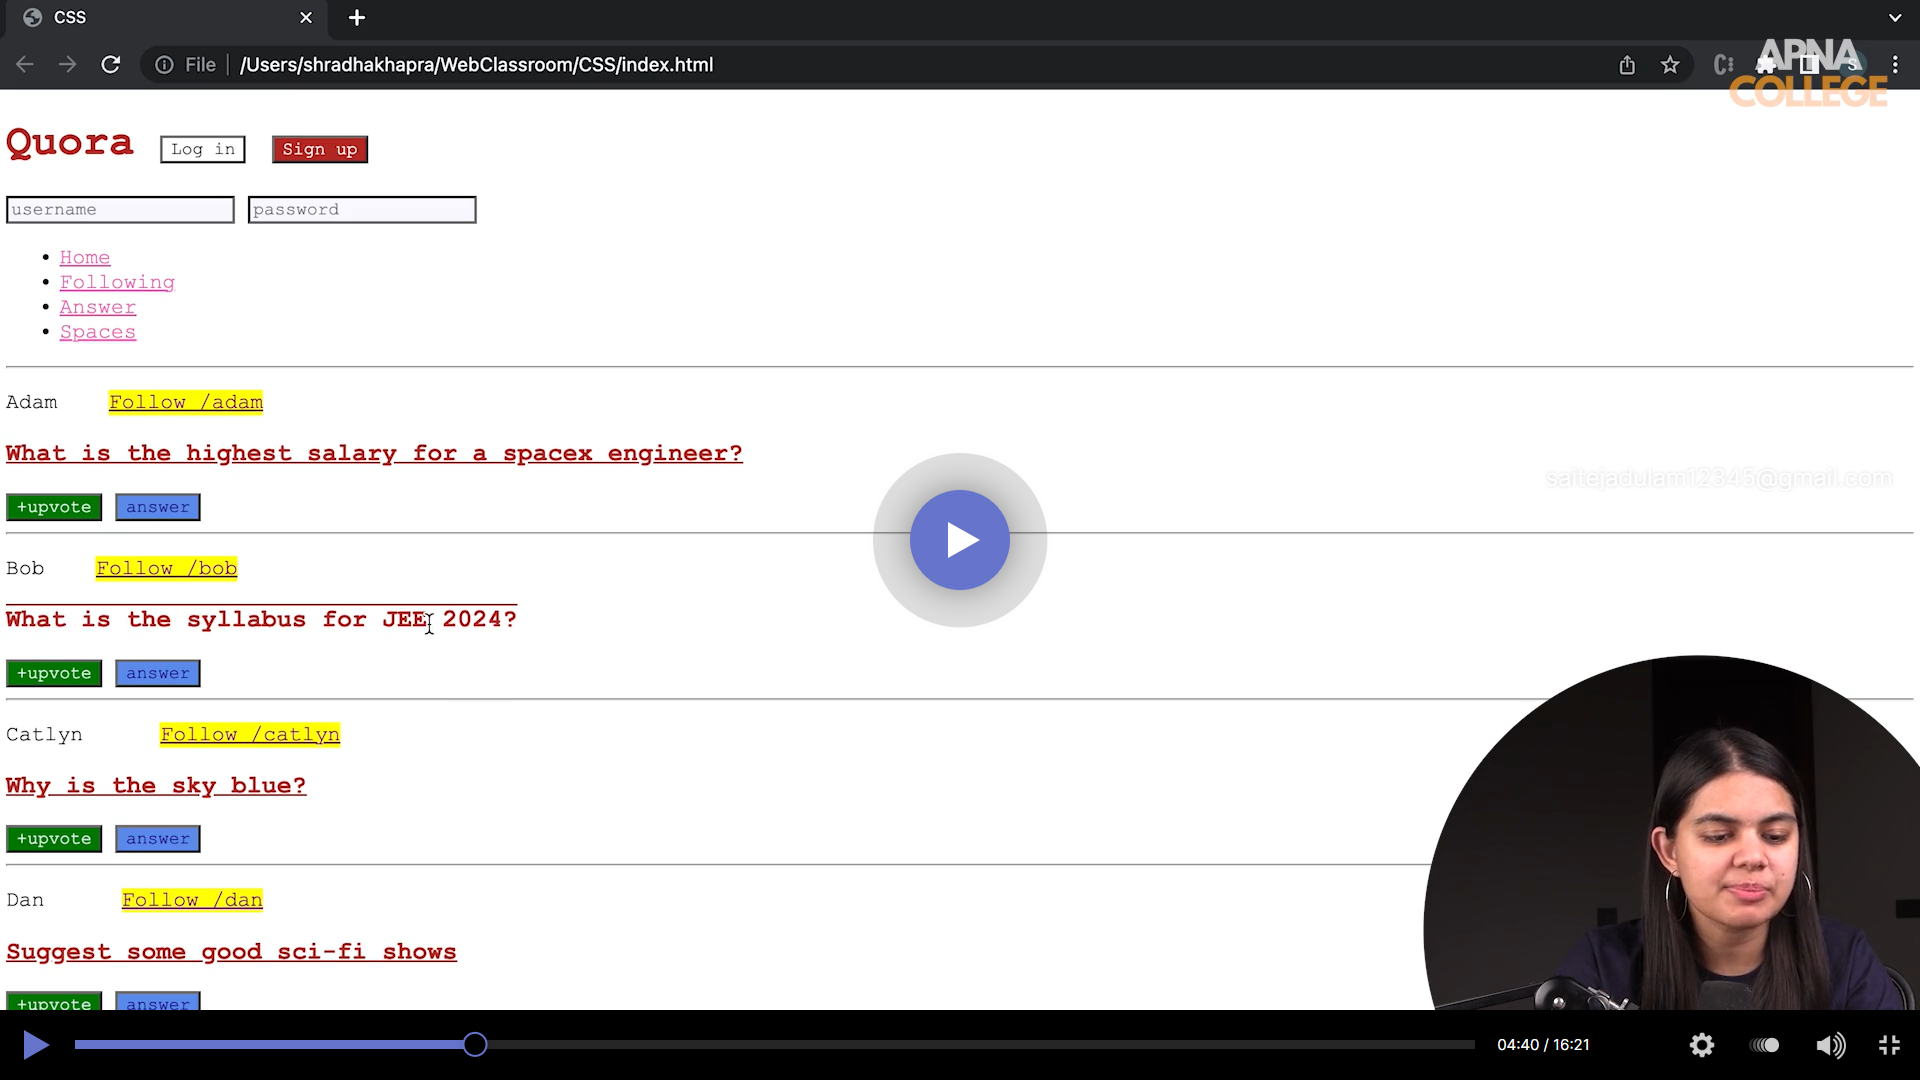 CSS
File /Users/shradhakhapra/WebClassroom/CSS/index.html
APNA
COLLEGE
Quora Log in Sign up
username password
Home
Following
Answer
Spaces
Adam Follow /adam
What is the highest salary for a spacex engineer?
saitejadulam12345@gmail.com
+upvote answer
Bob Follow /bob
What is the syllabus for JEE 2024?
+upvote answer
Catlyn Follow /catlyn
Why is the sky blue?
+upvote answer
Dan Follow /dan
Suggest some good sci-fi shows
+upvote answer
04:40 / 16:21